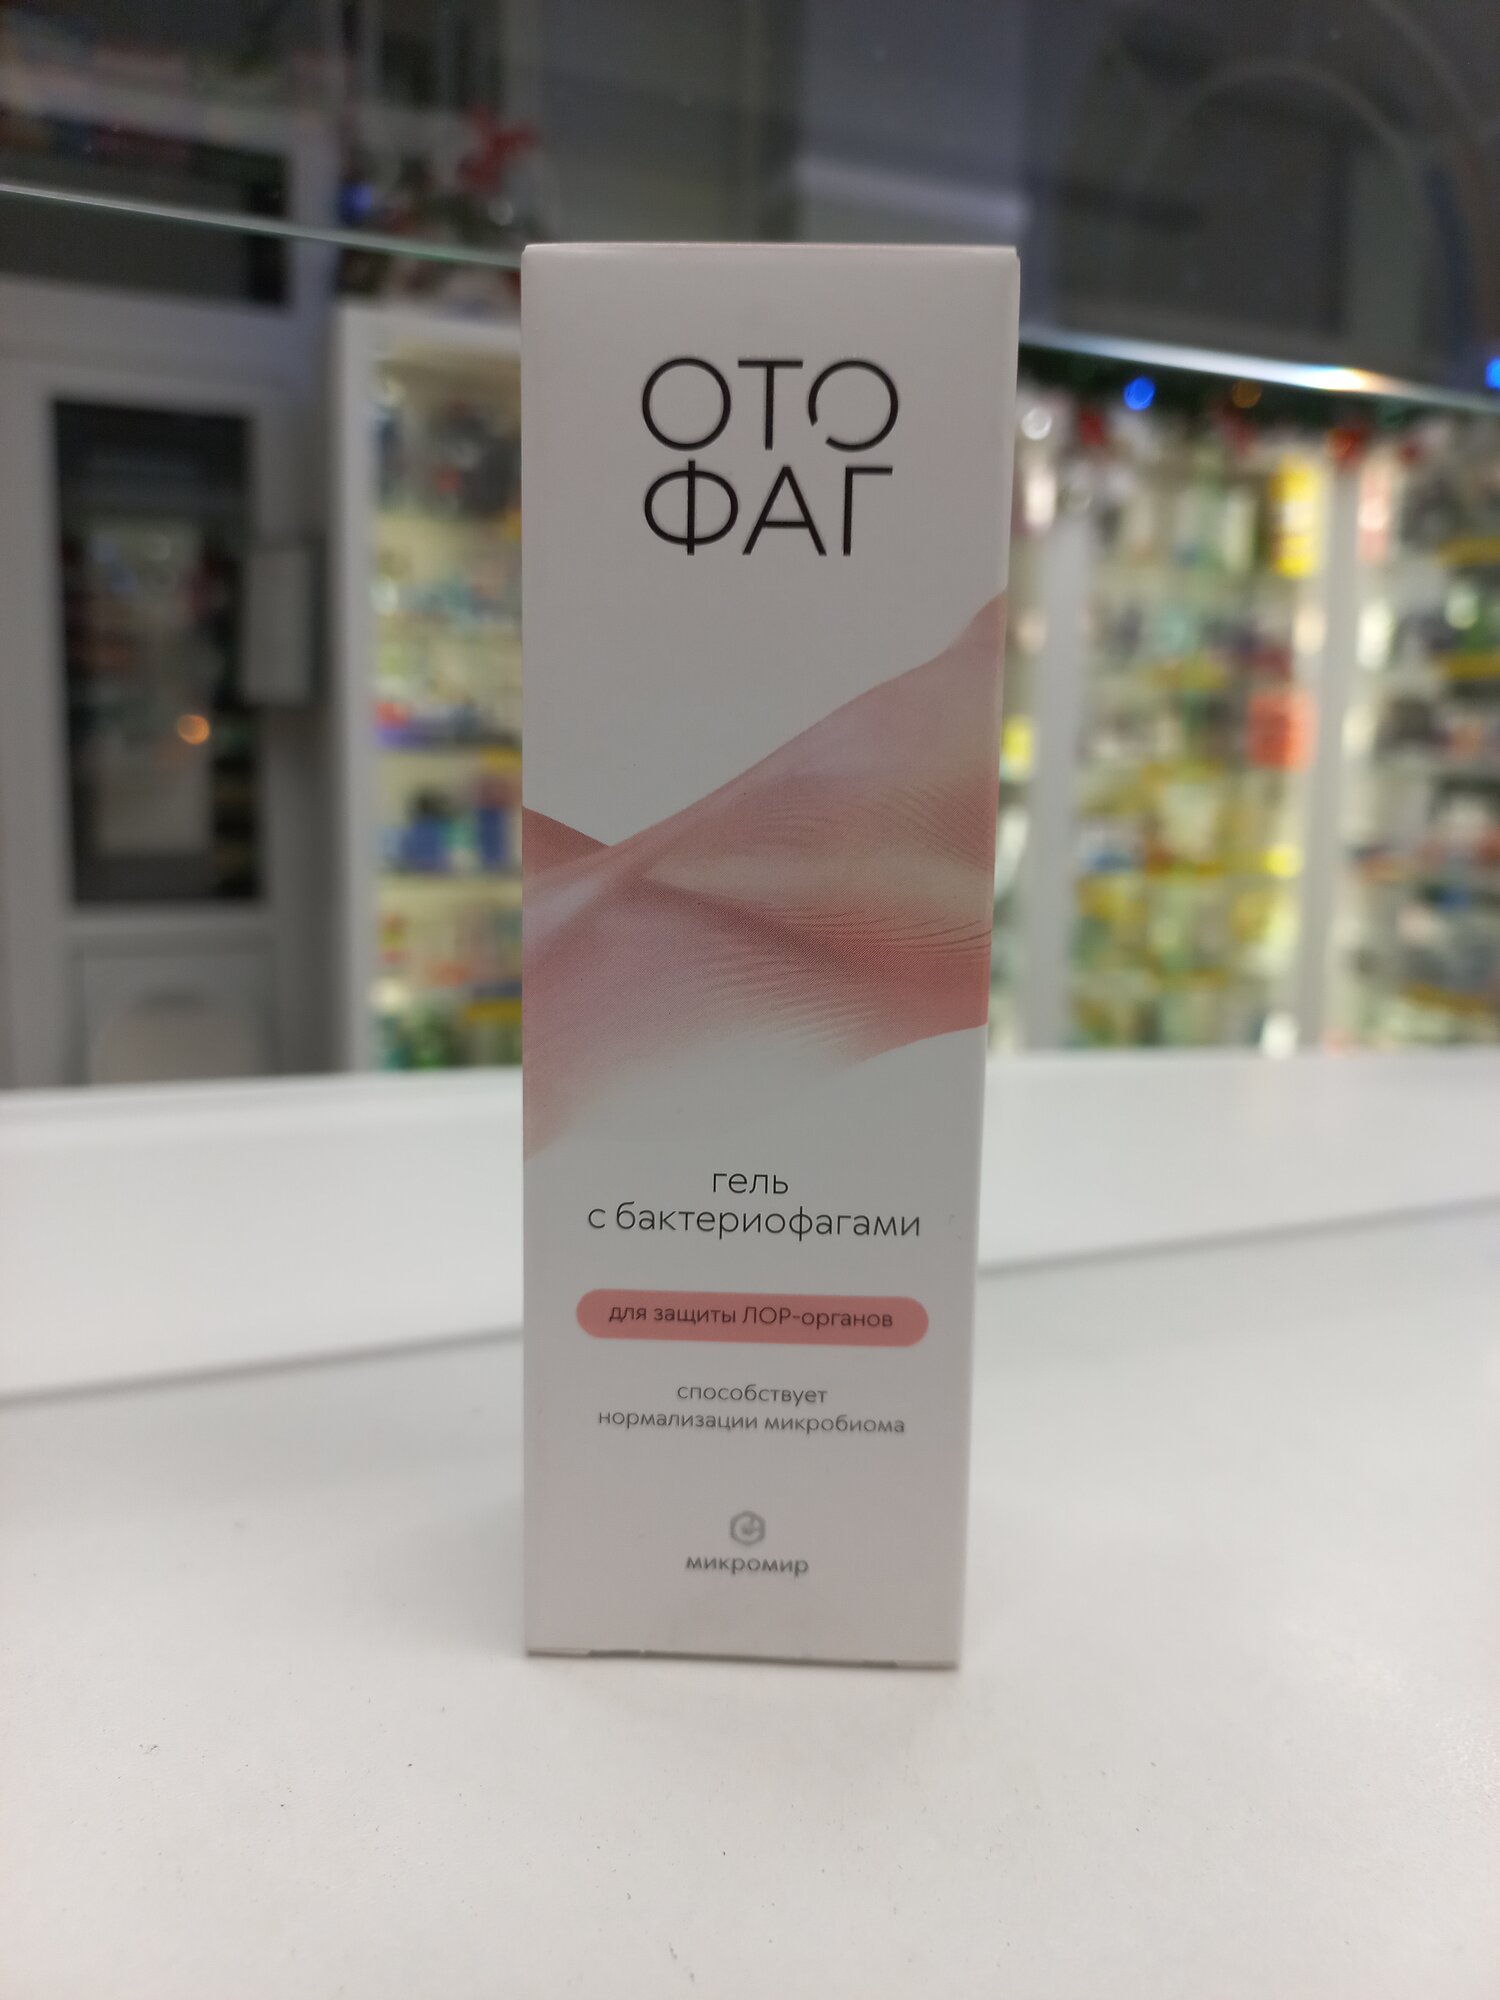 ОТО
ФАГ
гель
с бактериофагами
для защиты ЛОР-органов
способствует
нормализации микробиома
микромир